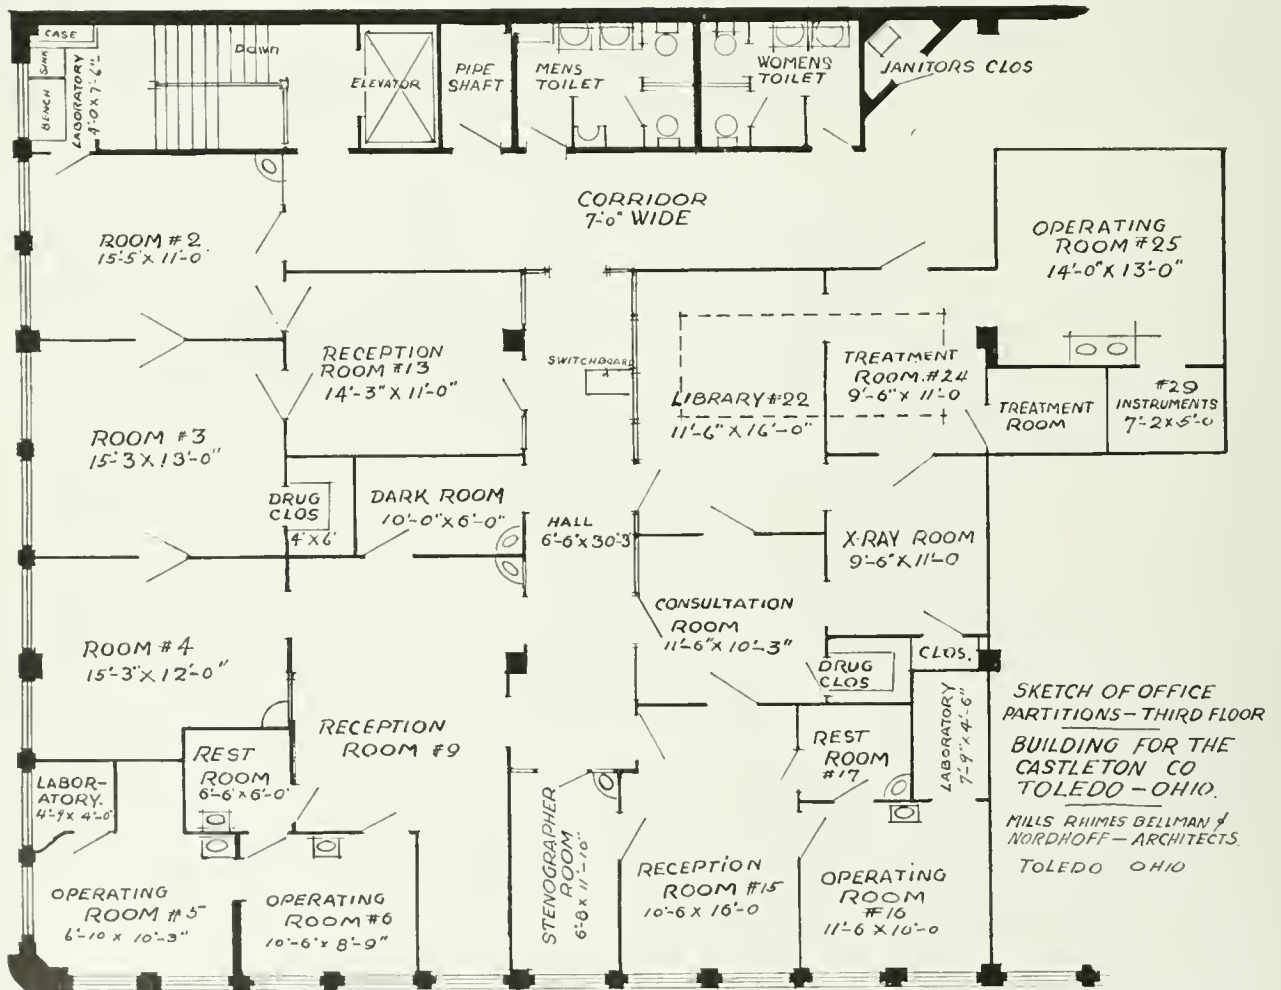 CASE
SINK
BENCH
LABORATORY
4'-0 X 7'-6"
DOWN
ELEVATOR
PIPE
SHAFT
MENS
TOILET
WOMENS
TOILET
JANITORS CLOS
CORRIDOR
7'-0" WIDE
ROOM #2
15'-5 X 11'-0
OPERATING
ROOM #25
14'-0" X 13'-0"
RECEPTION
ROOM #13
14'-3" X 11'-0"
SWITCHBOARD
LIBRARY #22
11'-6" X 16'-0"
TREATMENT
ROOM #24
9'-6" X 11'-0
TREATMENT
ROOM
#29
INSTRUMENTS
7'-2 X 5'-0
ROOM #3
15'-3 X 13'-0"
DRUG
CLOS
4' X 6'
DARK ROOM
10'-0" X 6'-0"
HALL
6'-6" X 30'-3
X-RAY ROOM
9'-6" X 11'-0
CONSULTATION
ROOM
11'-6" X 10'-3"
ROOM #4
15'-3" X 12'-0"
DRUG
CLOS
CLOS.
LABORATORY
7'-9" X 4'-6"
RECEPTION
ROOM #9
REST
ROOM
6'-6" X 6'-0"
REST
ROOM
#17
LABOR-
ATORY.
4'-9 X 4'-0"
STENOGRAPHER
ROOM
6'-8 X 11'-10"
OPERATING
ROOM #5
6'-10 X 10'-3"
OPERATING
ROOM #6
10'-6" X 8'-9"
RECEPTION
ROOM #15
10'-6 X 16'-0
OPERATING
ROOM
#16
11'-6 X 10'-0
SKETCH OF OFFICE
PARTITIONS - THIRD FLOOR
BUILDING FOR THE
CASTLETON CO
TOLEDO - OHIO.
MILLS RHIMES BELLMAN &
NORDHOFF - ARCHITECTS.
TOLEDO OHIO